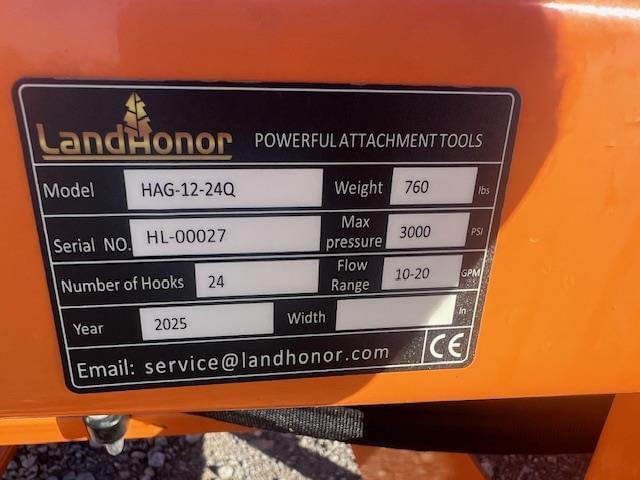 LandHonor POWERFUL ATTACHMENT TOOLS
Model HAG-12-24Q Weight 760 lbs
Serial NO. HL-00027 Max pressure 3000 PSI
Number of Hooks 24 Flow Range 10-20 GPM
Year 2025 Width In
Email: service@landhonor.com CE